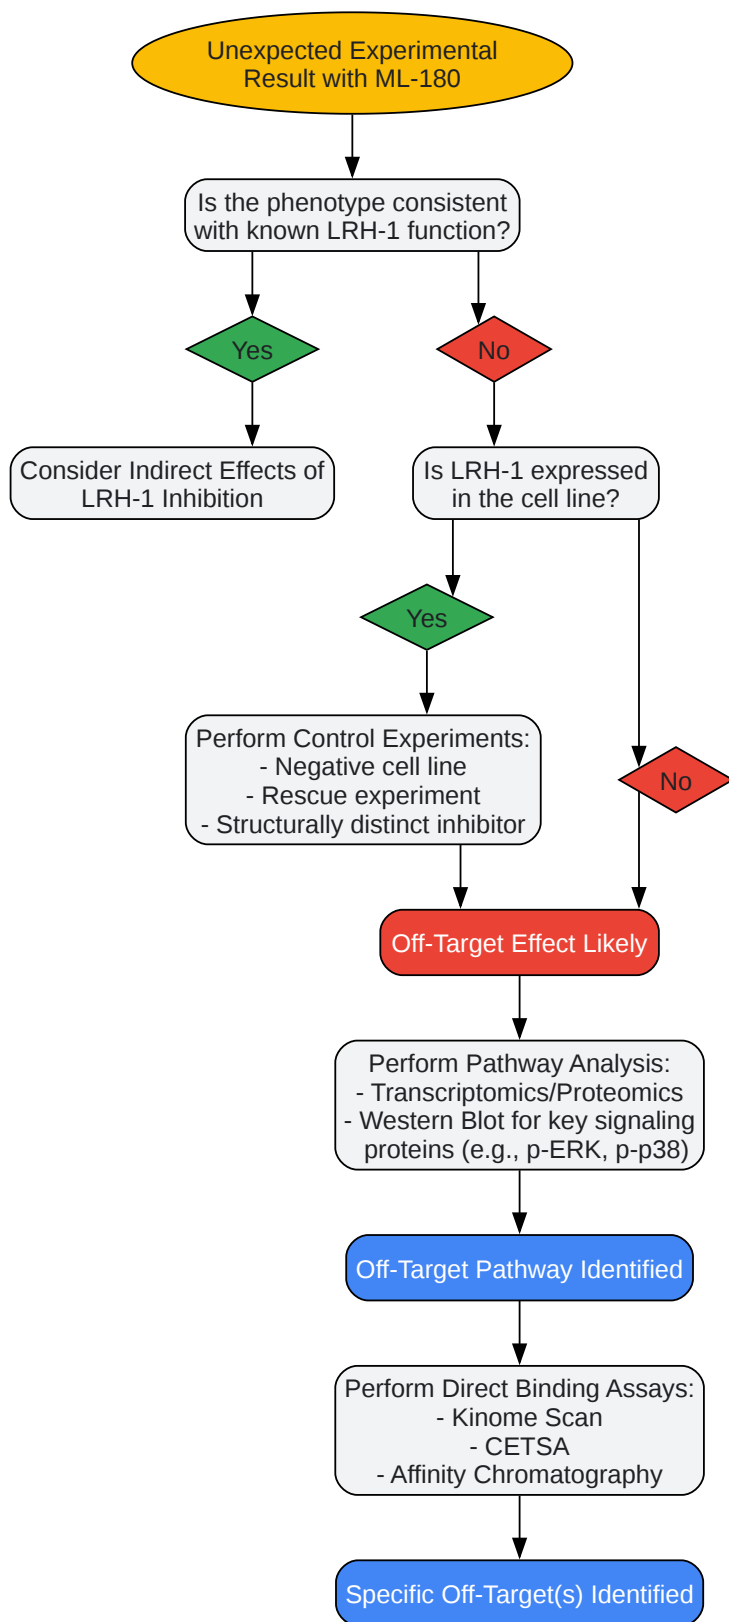 Unexpected Experimental
Result with ML-180
Is the phenotype consistent
with known LRH-1 function?
Yes
No
Consider Indirect Effects of
LRH-1 Inhibition
Is LRH-1 expressed
in the cell line?
Yes
Perform Control Experiments:
- Negative cell line
- Rescue experiment
- Structurally distinct inhibitor
No
Off-Target Effect Likely
Perform Pathway Analysis:
- Transcriptomics/Proteomics
- Western Blot for key signaling
proteins (e.g., p-ERK, p-p38)
Off-Target Pathway Identified
Perform Direct Binding Assays:
- Kinome Scan
- CETSA
- Affinity Chromatography
Specific Off-Target(s) Identified